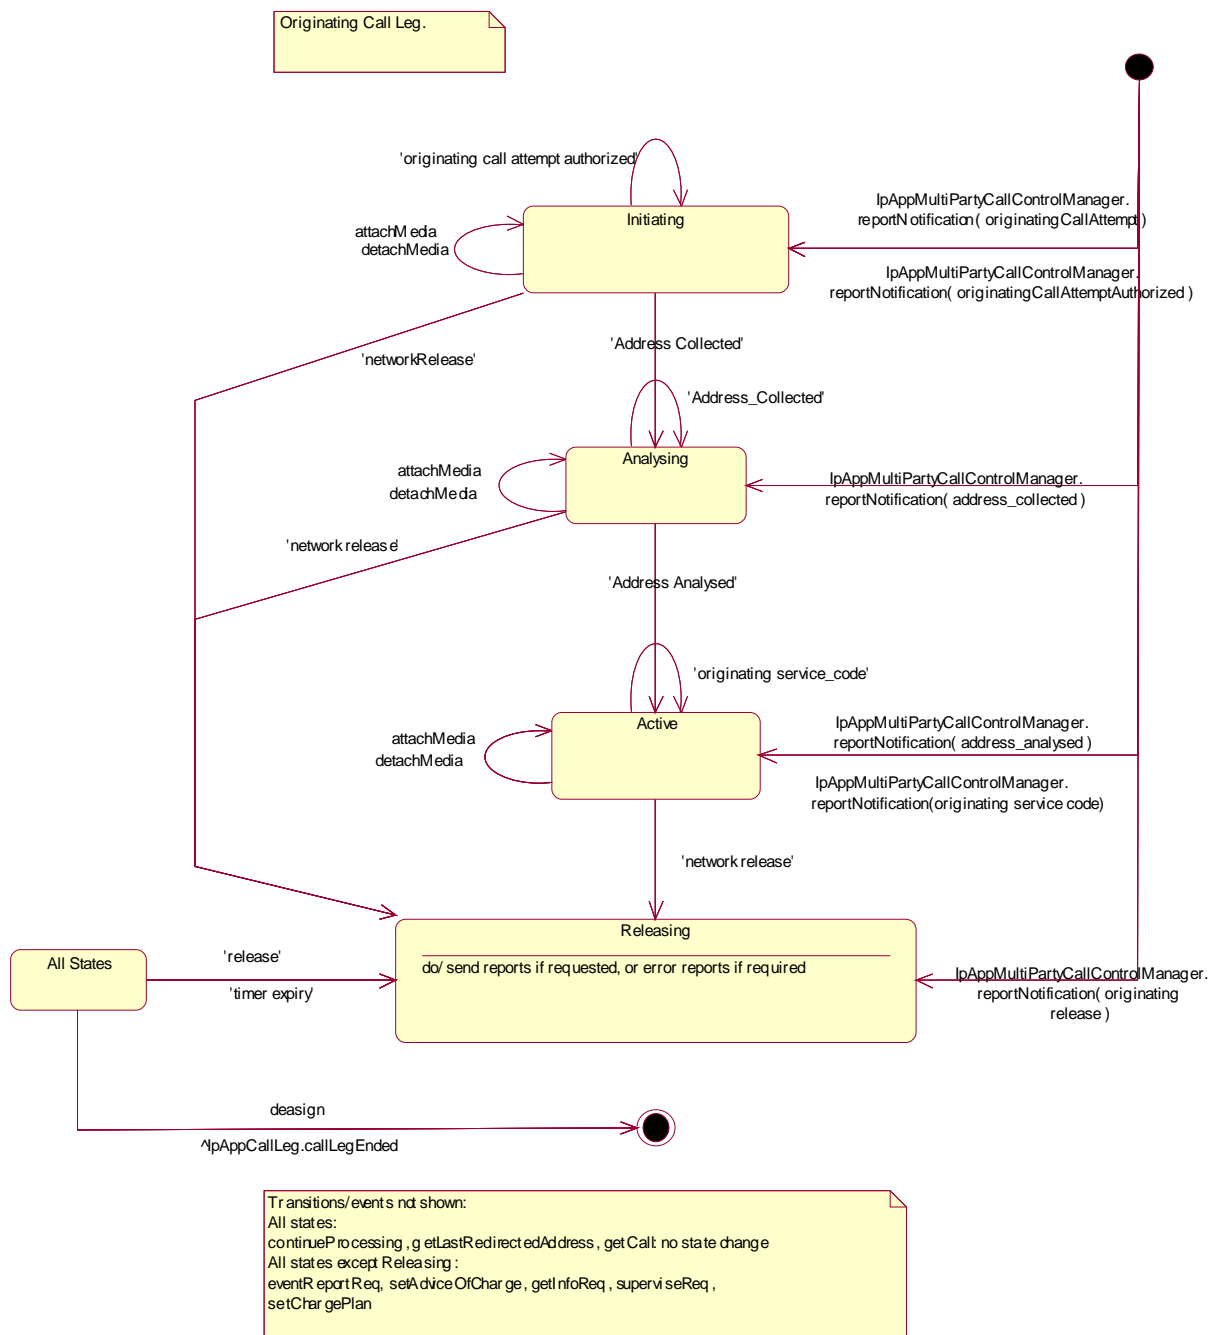 Originating Call Leg.
'originating call attempt authorized'
IpAppMultiPartyCallControlManager.
reportNotification( originatingCallAttempt )
Initiating
attachMedia
detachMedia
IpAppMultiPartyCallControlManager.
reportNotification( originatingCallAttemptAuthorized )
'Address Collected'
'networkRelease'
'Address_Collected'
Analysing
attachMedia
detachMedia
IpAppMultiPartyCallControlManager.
reportNotification( address_collected )
'network release'
'Address Analysed'
'originating service_code'
Active
attachMedia
detachMedia
IpAppMultiPartyCallControlManager.
reportNotification( address_analysed )
IpAppMultiPartyCallControlManager.
reportNotification(originating service code)
'network release'
Releasing
do/ send reports if requested, or error reports if required
All States
'release'
'timer expiry'
IpAppMultiPartyCallControlManager.
reportNotification( originating
release )
deasign
^IpAppCallLeg.callLegEnded
Transitions/events not shown:
All states:
continueProcessing , getLastRedirectedAddress , getCall: no state change
All states except Releasing :
eventReportReq, setAdviceOfCharge , getInfoReq , superviseReq ,
setChargePlan